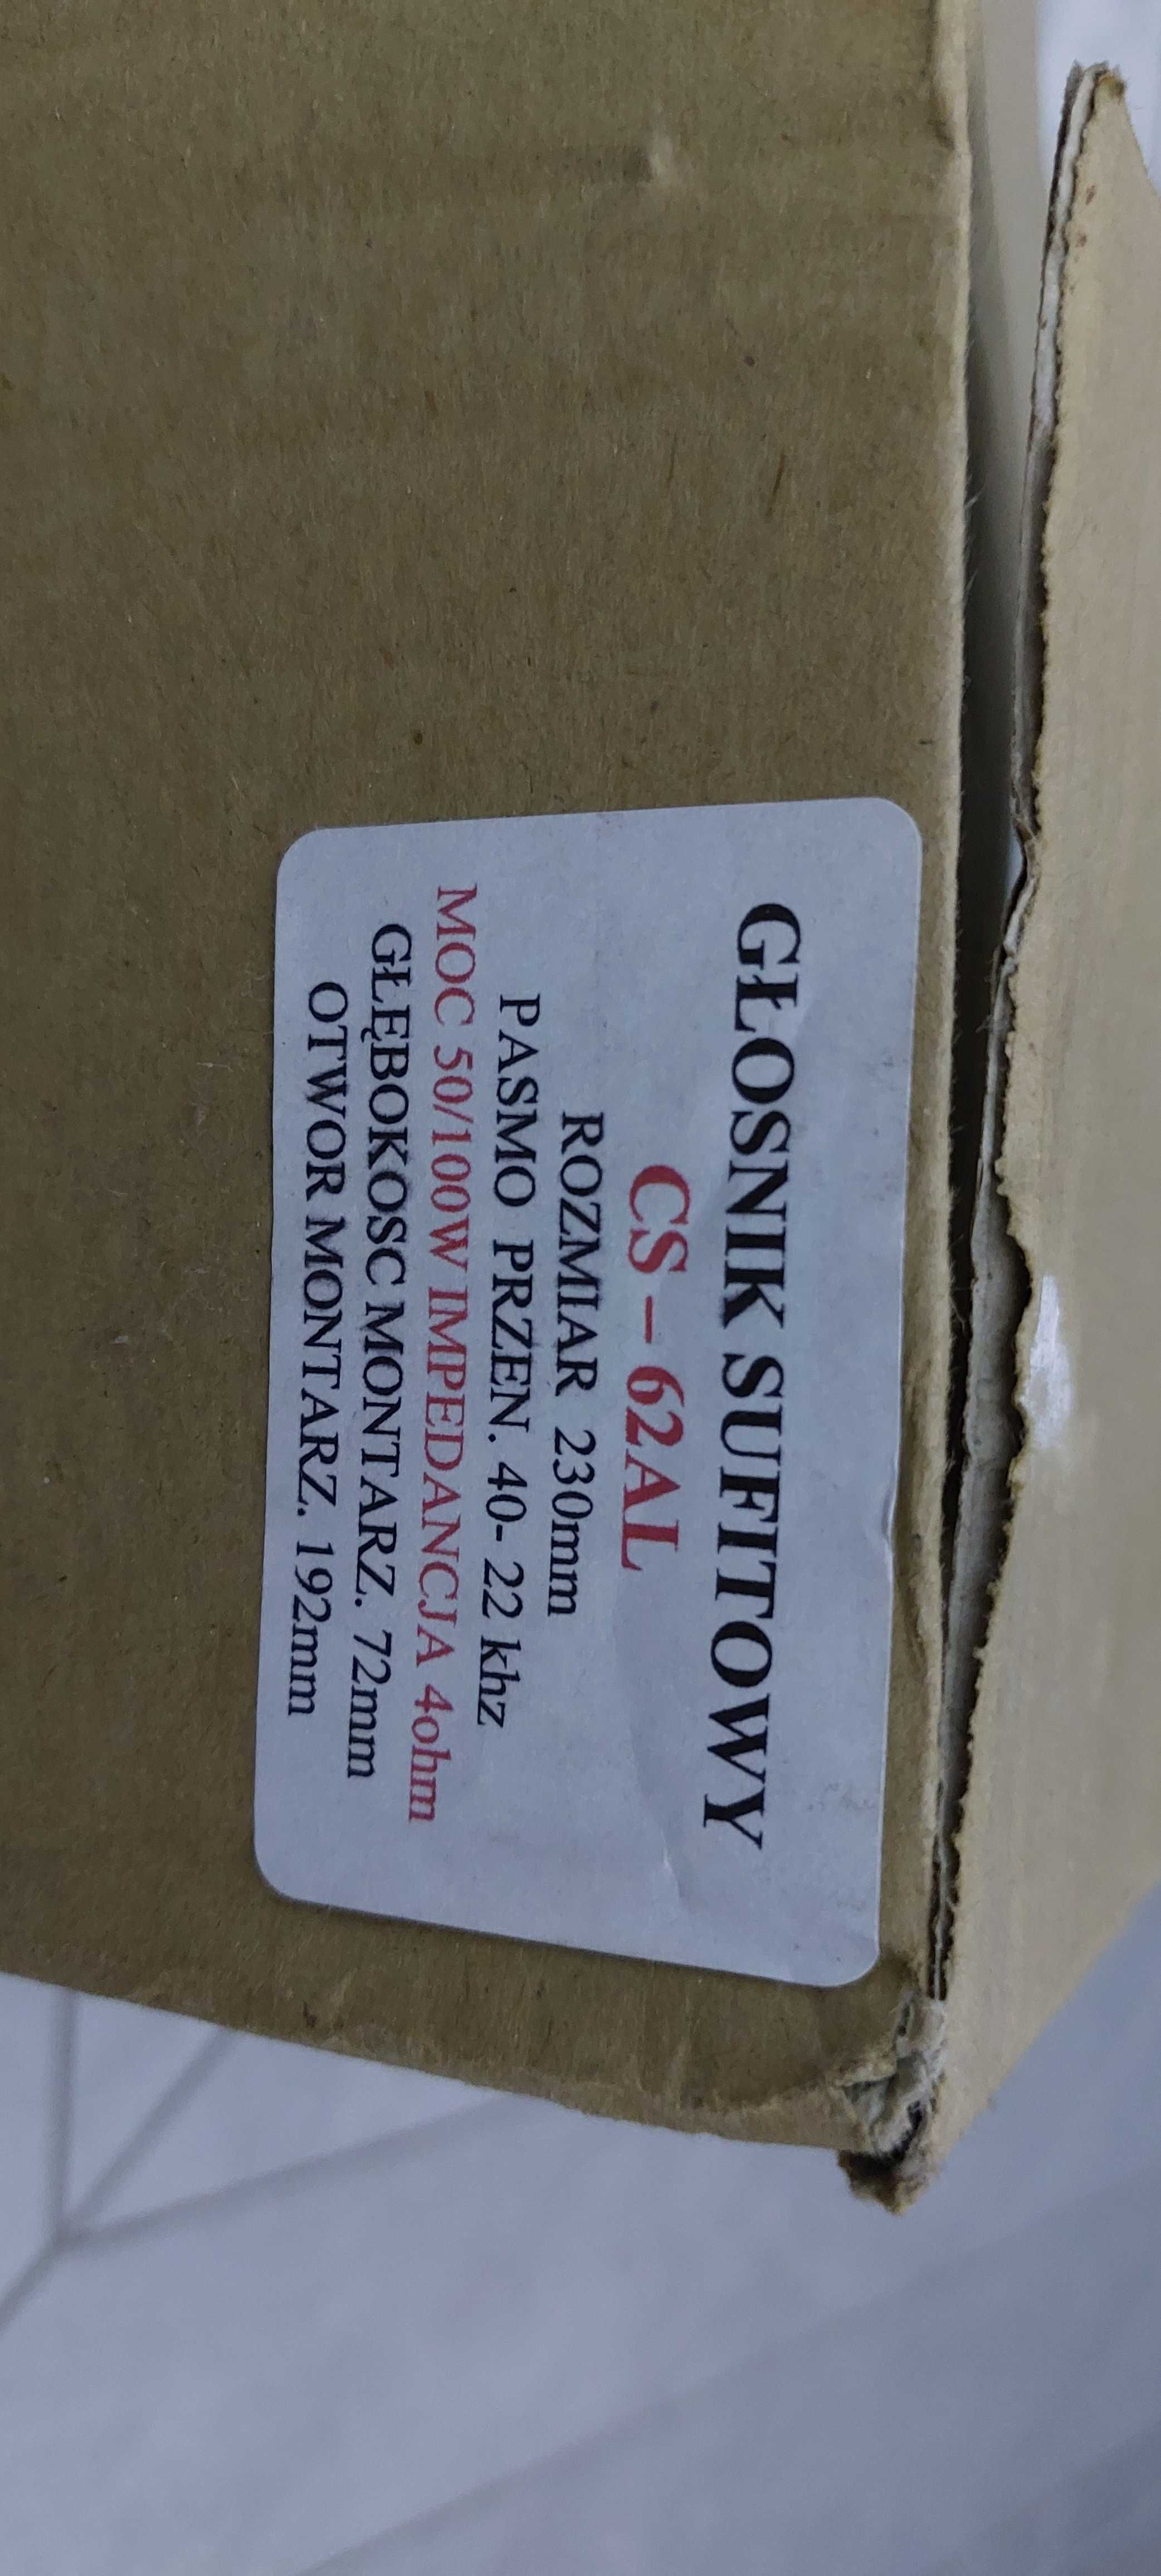 GŁOSNIK SUFITOWY
CS – 62AL
ROZMIAR 230mm
PASMO PRZEN. 40- 22 khz
MOC 50/100W IMPEDANCJA 4ohm
GŁĘBOKOSC MONTARZ. 72mm
OTWOR MONTARZ. 192mm